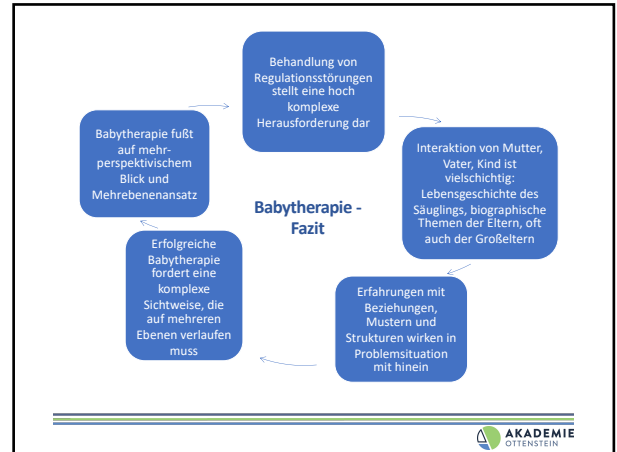 Behandlung von
Regulationsstörungen
stellt eine hoch
komplexe
Herausforderung dar
Interaktion von Mutter,
Vater, Kind ist
vielschichtig:
Lebensgeschichte des
Säuglings, biographische
Themen der Eltern, oft
auch der Großeltern
Erfahrungen mit
Beziehungen,
Mustern und
Strukturen wirken in
Problemsituation
mit hinein
Erfolgreiche
Babytherapie
fordert eine
komplexe
Sichtweise, die
auf mehreren
Ebenen verlaufen
muss
Babytherapie fußt
auf mehr-
perspektivischem
Blick und
Mehrebenenansatz
Babytherapie -
Fazit
AKADEMIE
OTTENSTEIN